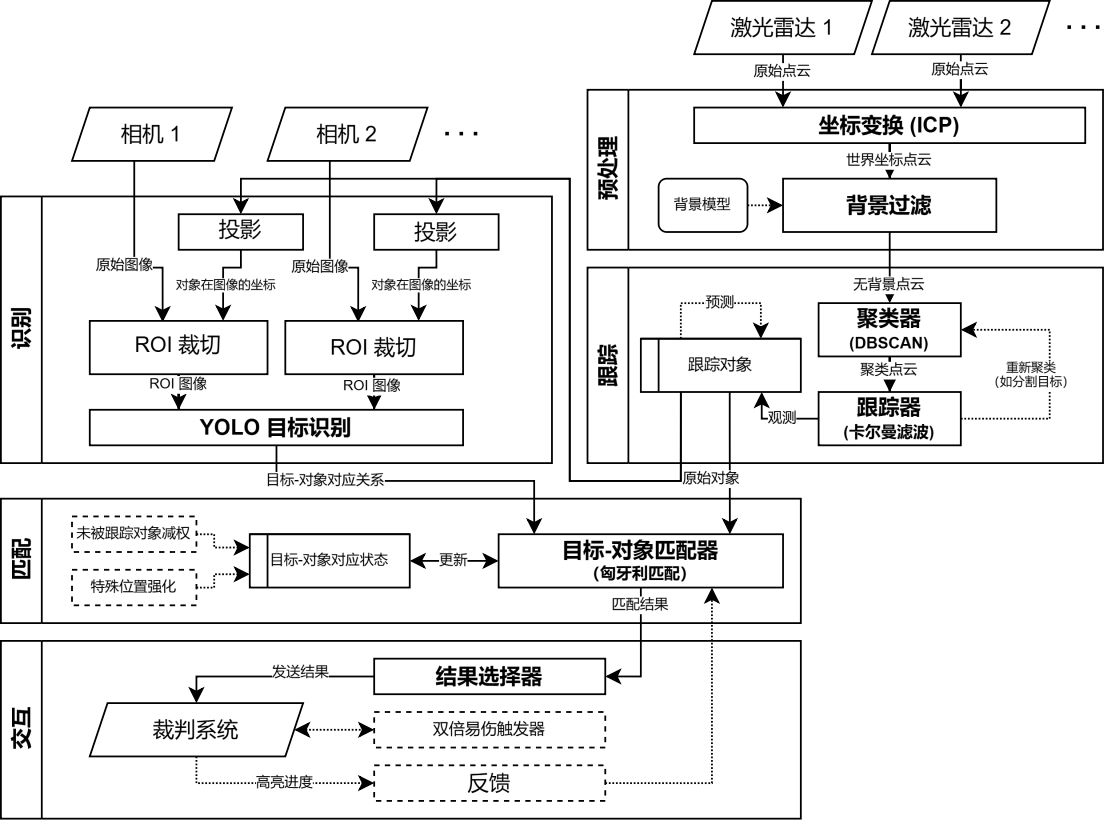 激光雷达 1
激光雷达 2
· · ·
原始点云
原始点云
预处理
坐标变换 (ICP)
世界坐标点云
背景模型
背景过滤
相机 1
相机 2
· · ·
识别
投影
投影
原始图像
对象在图像的坐标
原始图像
对象在图像的坐标
ROI 裁切
ROI 裁切
ROI 图像
ROI 图像
YOLO 目标识别
跟踪
无背景点云
聚类器
(DBSCAN)
预测
跟踪对象
聚类点云
重新聚类
(如分割目标)
观测
跟踪器
(卡尔曼滤波)
目标-对象对应关系
原始对象
匹配
未被跟踪对象减权
特殊位置强化
目标-对象对应状态
更新
目标-对象匹配器
(匈牙利匹配)
匹配结果
交互
发送结果
结果选择器
裁判系统
双倍易伤触发器
高亮进度
反馈